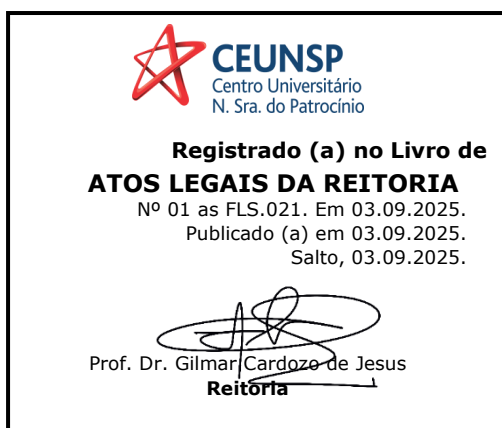 CEUNSP
Centro Universitário
N. Sra. do Patrocínio
Registrado (a) no Livro de
ATOS LEGAIS DA REITORIA
Nº 01 as FLS.021. Em 03.09.2025.
Publicado (a) em 03.09.2025.
Salto, 03.09.2025.
Prof. Dr. Gilmar Cardozo de Jesus
Reitoria